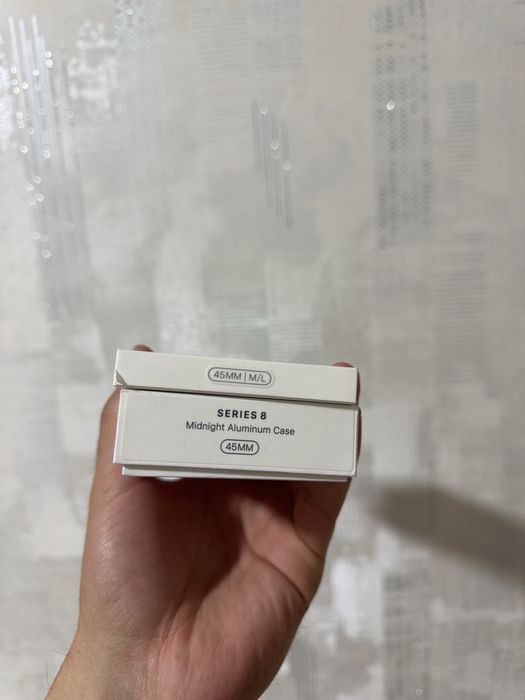 45MM | M/L
SERIES 8
Midnight Aluminum Case
45MM